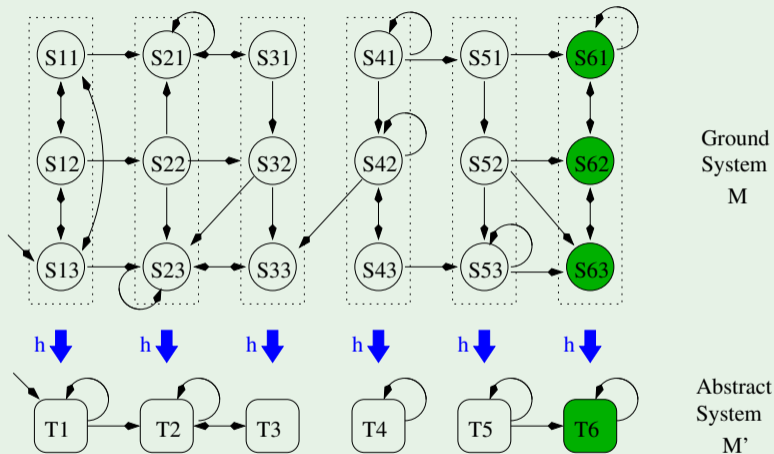 S11 S21 S31 S41 S51 S61
S12 S22 S32 S42 S52 S62
Ground
System
M
S13 S23 S33 S43 S53 S63
h h h h h h
T1 T2 T3 T4 T5 T6
Abstract
System
M'